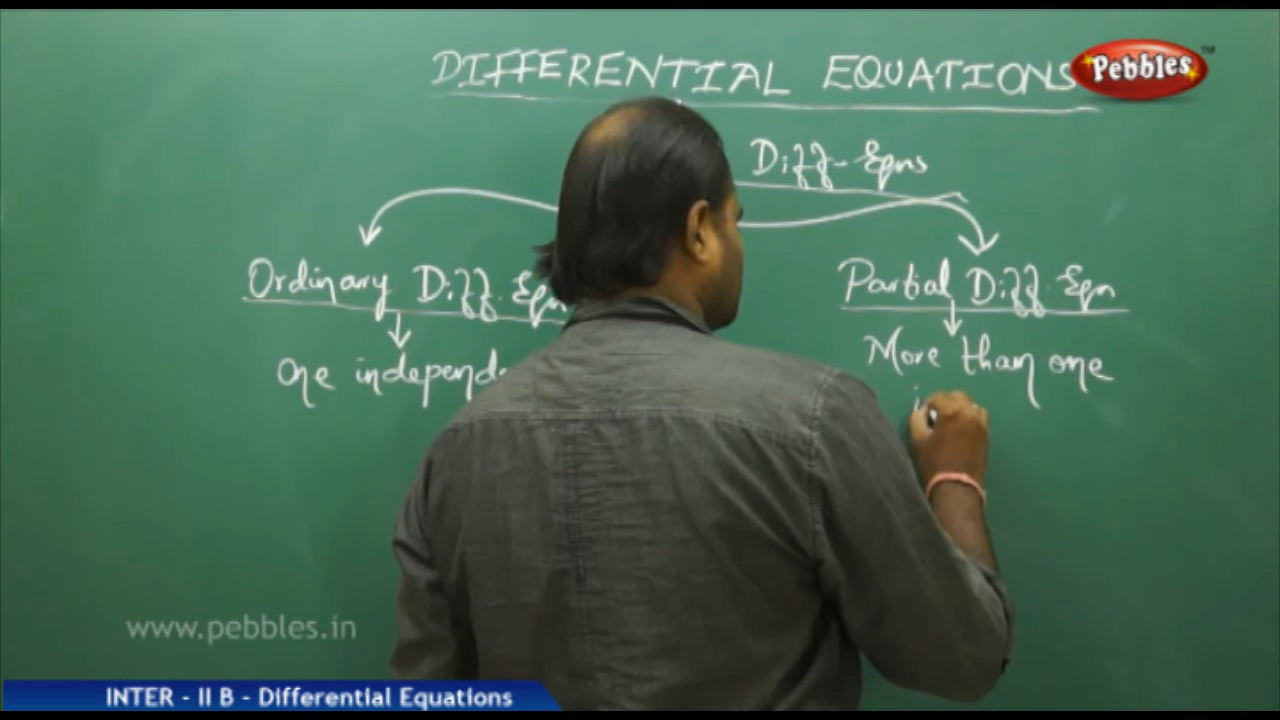 DIFFERENTIAL EQUATIONS
Pebbles™
Diff-Eqns
Ordinary Diff. Eqn
Partial Diff. Eqn
One independe
More than one
i
www.pebbles.in
INTER - II B - Differential Equations